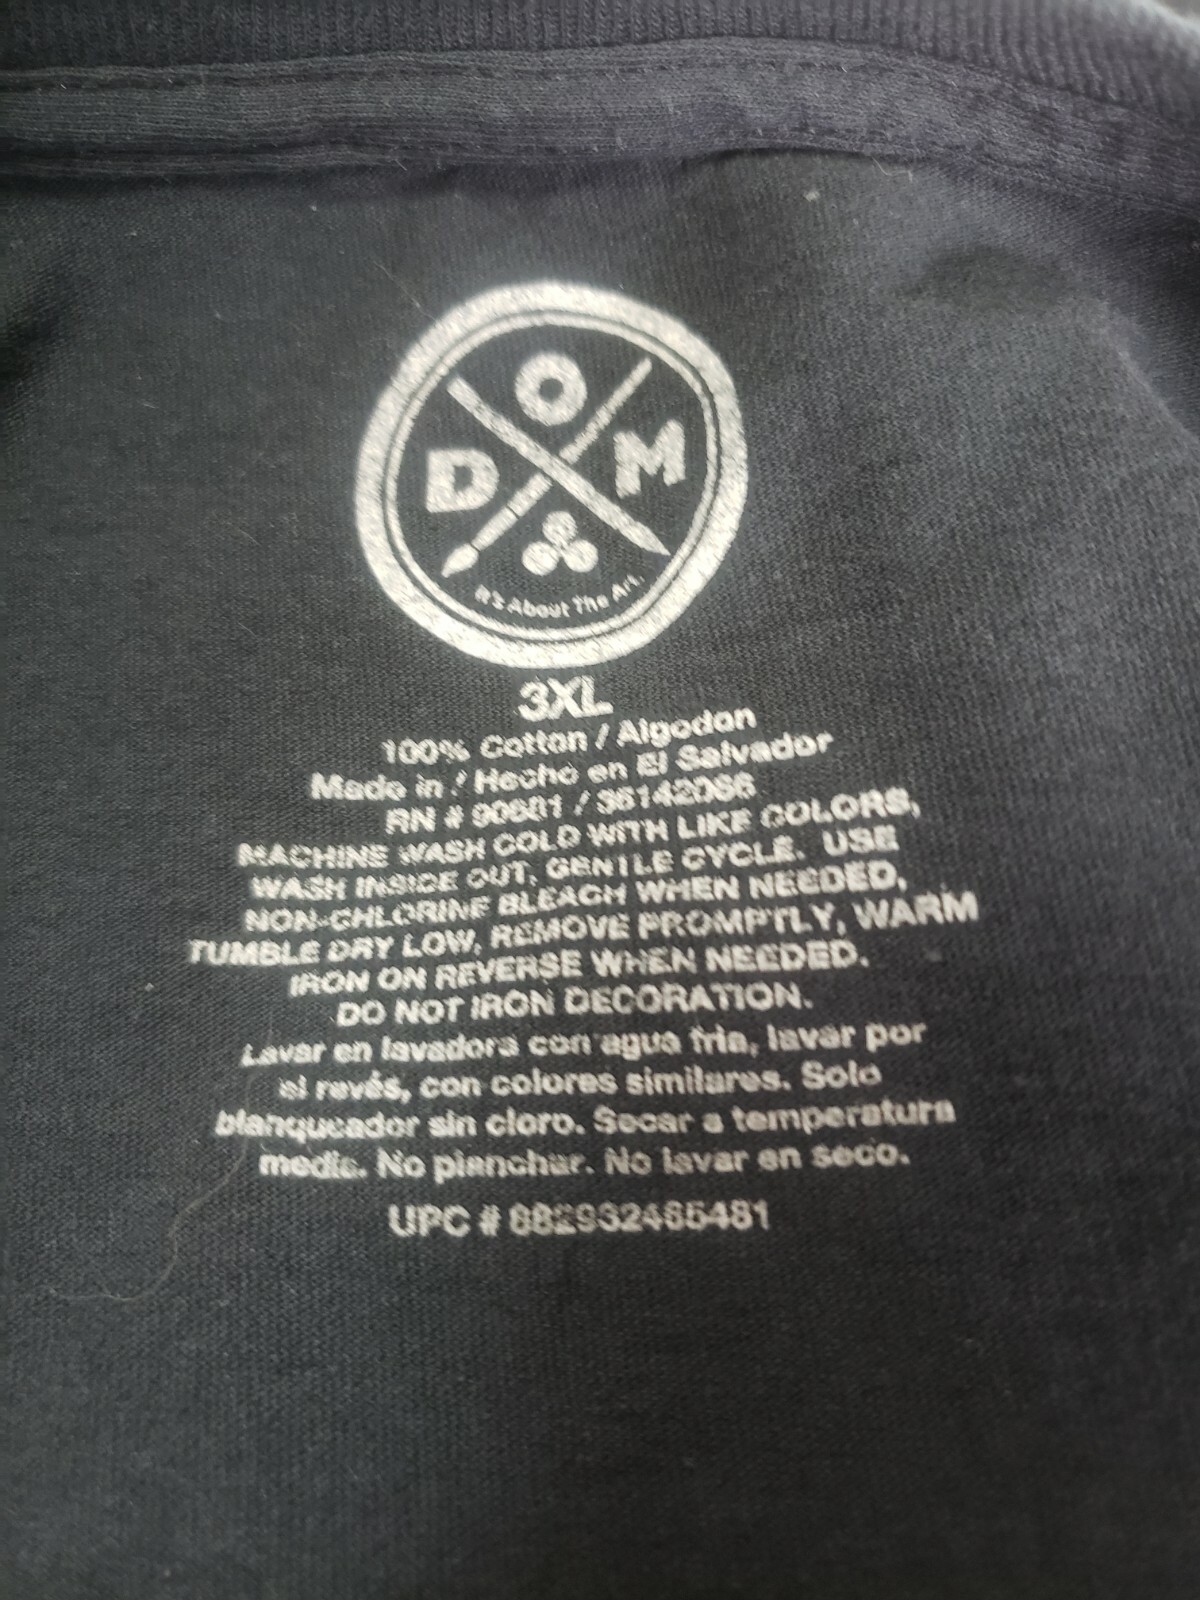 D O M
It's About The Art.
3XL
100% Cotton / Algodon
Made in / Hecho en El Salvador
RN # 90681 / 36142066
MACHINE WASH COLD WITH LIKE COLORS,
WASH INSIDE OUT, GENTLE CYCLE. USE
NON-CHLORINE BLEACH WHEN NEEDED,
TUMBLE DRY LOW, REMOVE PROMPTLY, WARM
IRON ON REVERSE WHEN NEEDED.
DO NOT IRON DECORATION.
Lavar en lavadora con agua fria, lavar por
el revés, con colores similares. Solo
blanqueador sin cloro. Secar a temperatura
media. No planchar. No lavar en seco.
UPC # 882932465481